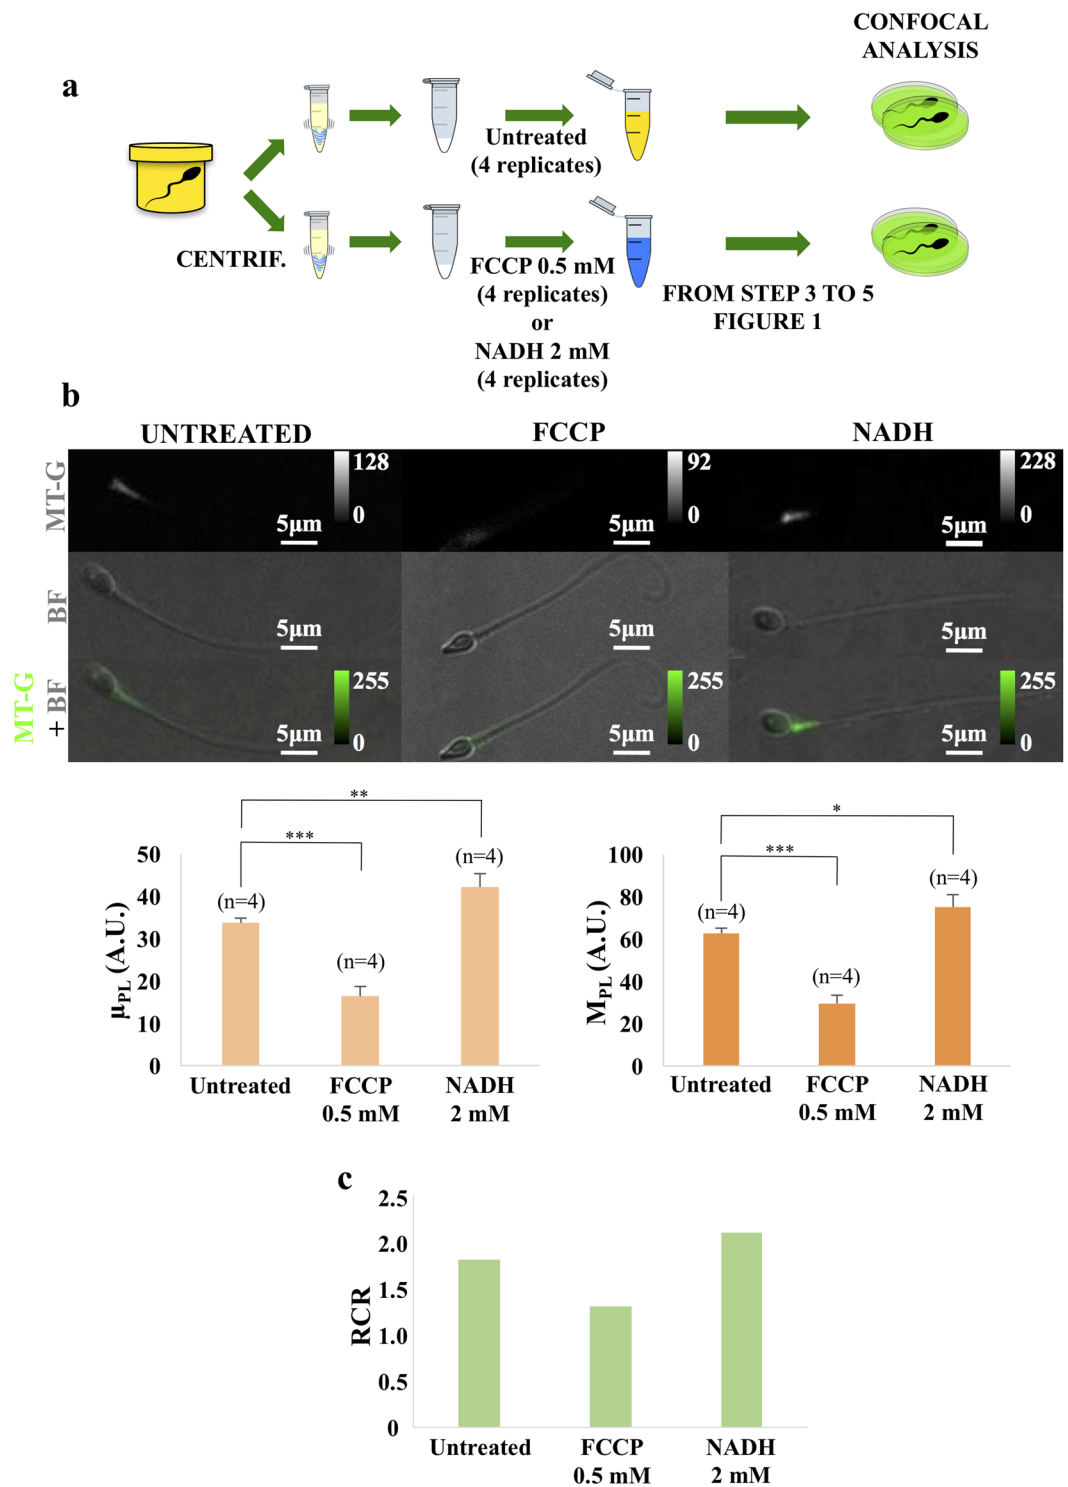 a
CONFOCAL
ANALYSIS
Untreated
(4 replicates)
CENTRIF.
FCCP 0.5 mM
(4 replicates)
or
NADH 2 mM
(4 replicates)
FROM STEP 3 TO 5
FIGURE 1
b
UNTREATED
FCCP
NADH
MT-G
128
0
5μm
92
0
5μm
228
0
5μm
BF
5μm
5μm
5μm
MT-G
+ BF
255
0
5μm
255
0
5μm
255
0
5μm
**
***
50
40
30
20
10
0
μPL (A.U.)
(n=4)
(n=4)
(n=4)
Untreated
FCCP
0.5 mM
NADH
2 mM
*
***
100
80
60
40
20
0
MPL (A.U.)
(n=4)
(n=4)
(n=4)
Untreated
FCCP
0.5 mM
NADH
2 mM
c
2.5
2.0
1.5
1.0
0.5
0
RCR
Untreated
FCCP
0.5 mM
NADH
2 mM